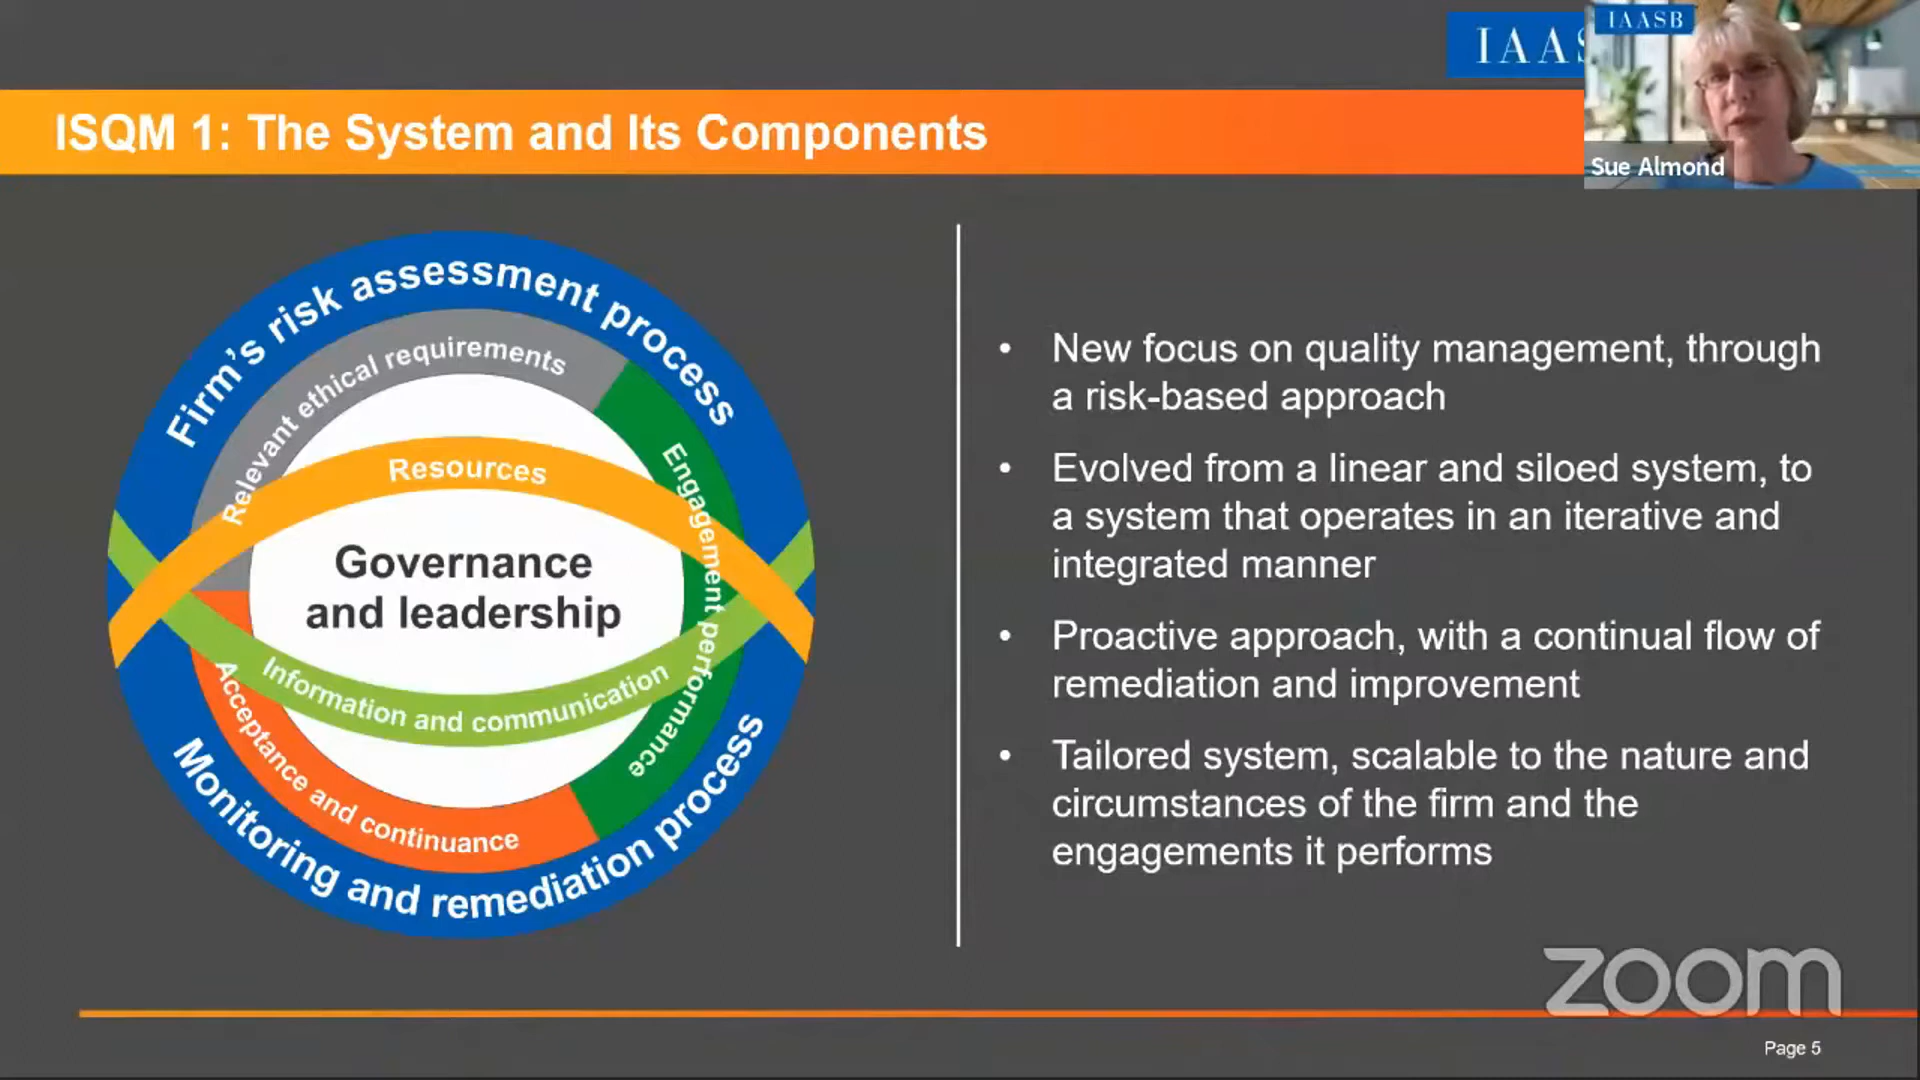 IAAS
IAASB
Sue Almond
ISQM 1: The System and Its Components
Firm's risk assessment process
Relevant ethical requirements
Engagement performance
Resources
Governance
and leadership
Information and communication
Acceptance and continuance
Monitoring and remediation process
• New focus on quality management, through
a risk-based approach
• Evolved from a linear and siloed system, to
a system that operates in an iterative and
integrated manner
• Proactive approach, with a continual flow of
remediation and improvement
• Tailored system, scalable to the nature and
circumstances of the firm and the
engagements it performs
zoom
Page 5